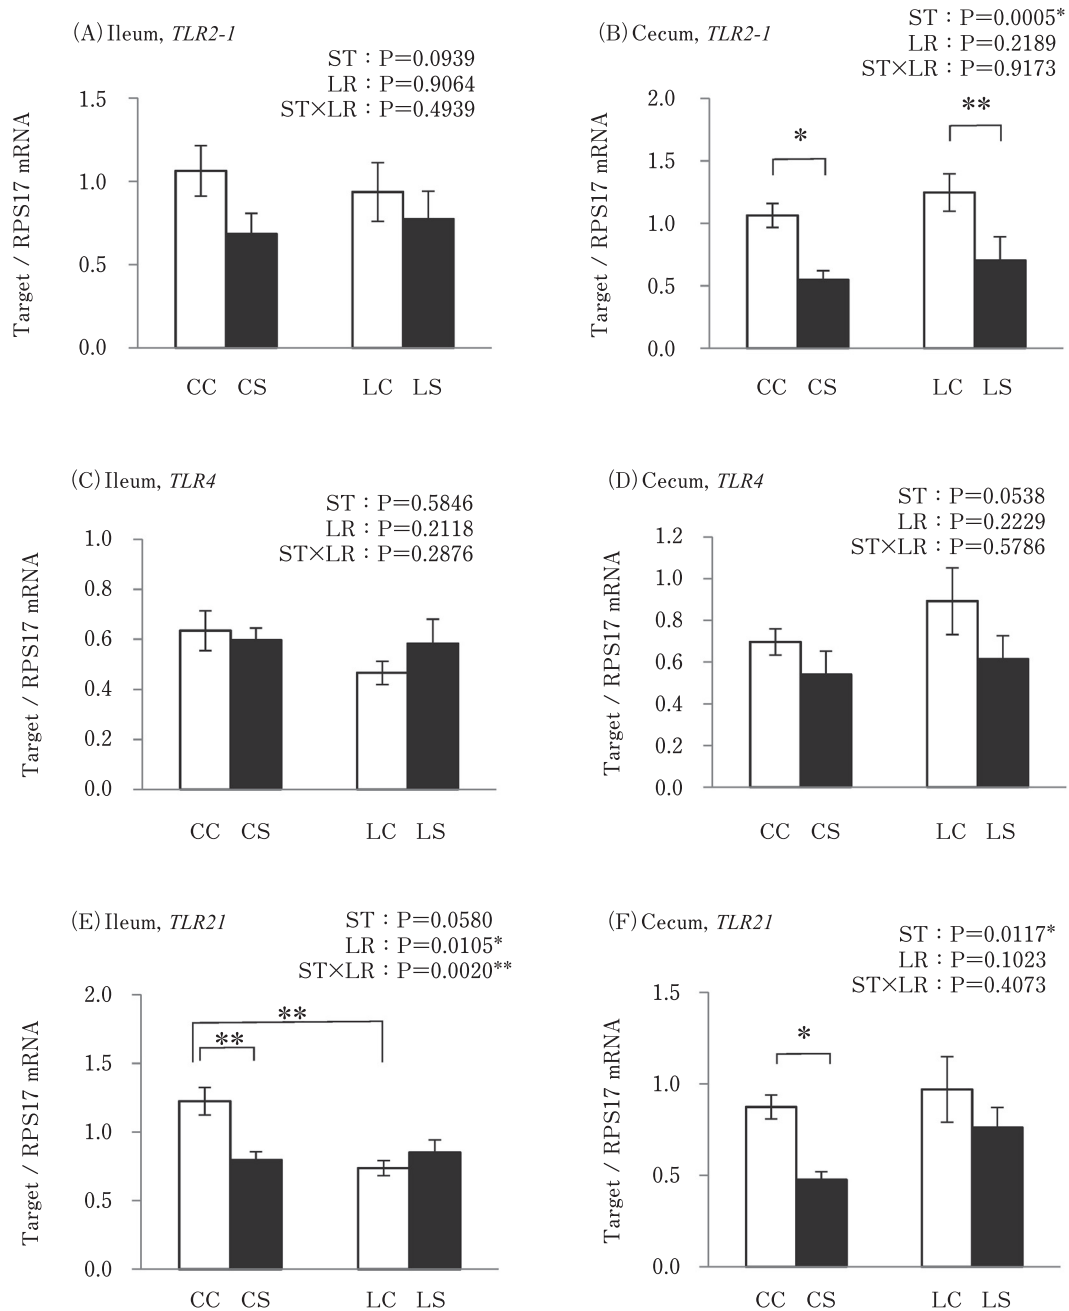 (A) Ileum, TLR2-1
ST：P=0.0939
LR：P=0.9064
ST×LR：P=0.4939
Target / RPS17 mRNA
1.5
1.0
0.5
0.0
CC CS LC LS
(B) Cecum, TLR2-1
ST：P=0.0005*
LR：P=0.2189
ST×LR：P=0.9173
Target / RPS17 mRNA
2.0
1.5
1.0
0.5
0.0
*
**
CC CS LC LS
(C) Ileum, TLR4
ST：P=0.5846
LR：P=0.2118
ST×LR：P=0.2876
Target / RPS17 mRNA
1.0
0.8
0.6
0.4
0.2
0.0
CC CS LC LS
(D) Cecum, TLR4
ST：P=0.0538
LR：P=0.2229
ST×LR：P=0.5786
Target / RPS17 mRNA
1.2
1.0
0.8
0.6
0.4
0.2
0.0
CC CS LC LS
(E) Ileum, TLR21
ST：P=0.0580
LR：P=0.0105*
ST×LR：P=0.0020**
Target / RPS17 mRNA
2.0
1.5
1.0
0.5
0.0
**
**
CC CS LC LS
(F) Cecum, TLR21
ST：P=0.0117*
LR：P=0.1023
ST×LR：P=0.4073
Target / RPS17 mRNA
1.5
1.0
0.5
0.0
*
CC CS LC LS